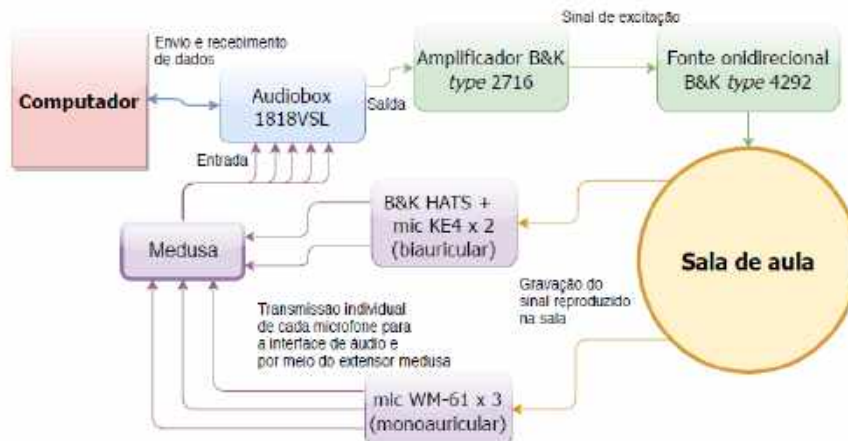 Sinal de excitação
Envio e recebimento
de dados
Computador
Audiobox
1818VSL
Saída
Amplificador B&K
type 2716
Fonte onidirecional
B&K type 4292
Entrada
Medusa
B&K HATS +
mic KE4 x 2
(biauricular)
Sala de aula
Gravação do
sinal reproduzido
na sala
Transmissão individual
de cada microfone para
a interface de áudio e
por meio do extensor medusa
mic WM-61 x 3
(monoauricular)